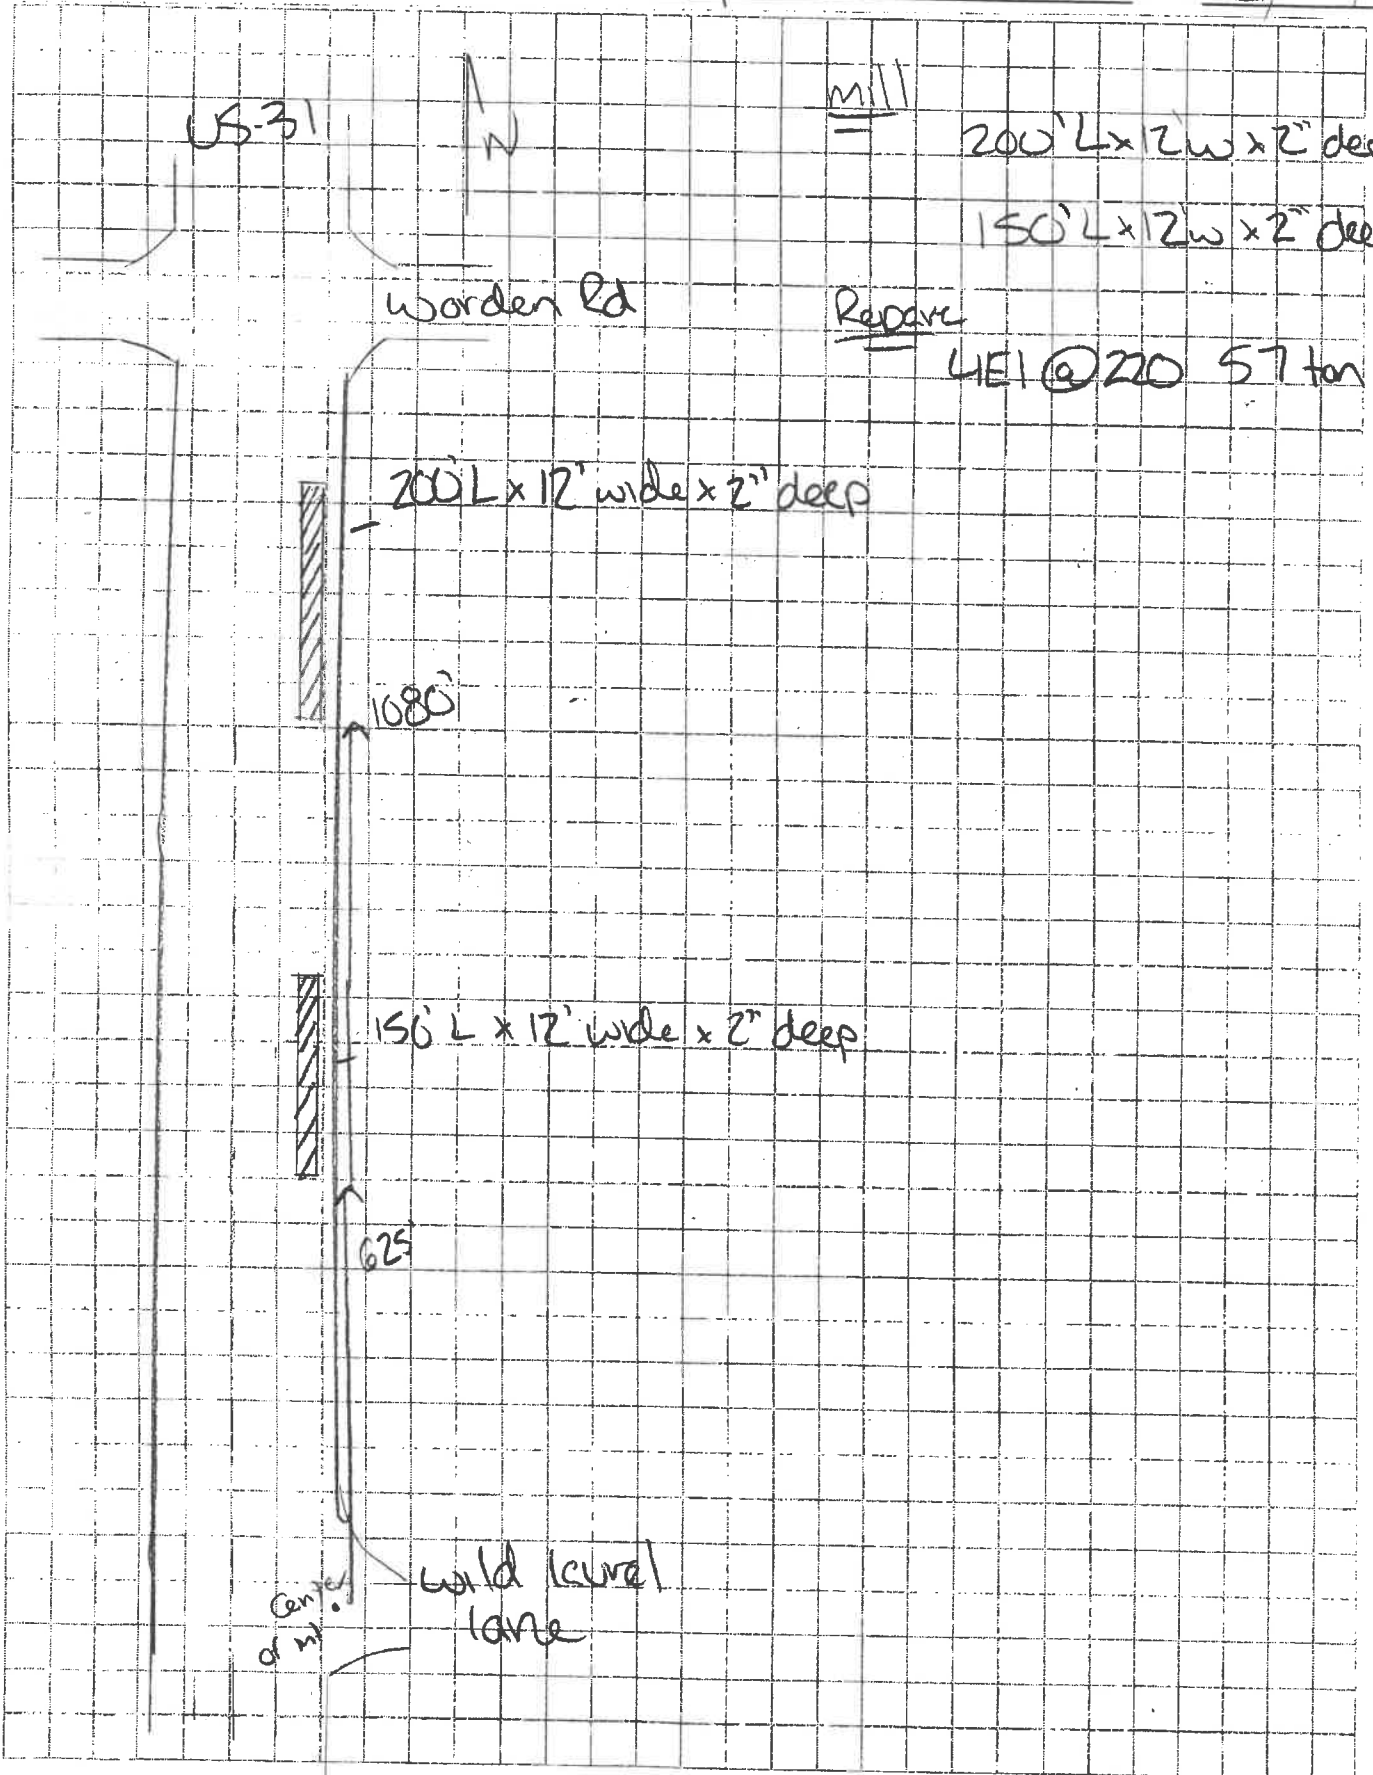 US-31
N
Mill
200' L x 12' w x 2" dee
150' L x 12' w x 2" dee
Worden Rd
Repave
4E1 @ 220 57 ton
200' L x 12' wide x 2" deep
1080'
150' L x 12' wide x 2" deep
625'
wild laurel
lane
Center
of int.